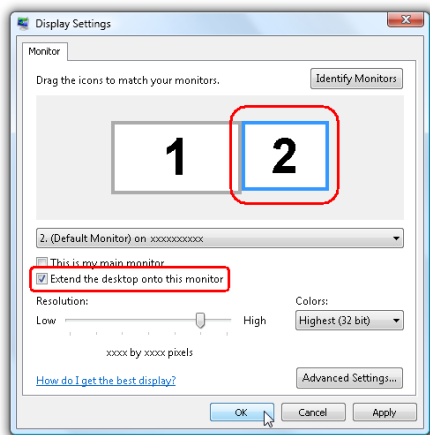 Display Settings
Monitor
Drag the icons to match your monitors.
Identify Monitors
1
2
2. (Default Monitor) on xxxxxxxxxx
This is my main monitor
Extend the desktop onto this monitor
Resolution:
Colors:
Low
High
Highest (32 bit)
xxxx by xxxx pixels
How do I get the best display?
Advanced Settings...
OK
Cancel
Apply